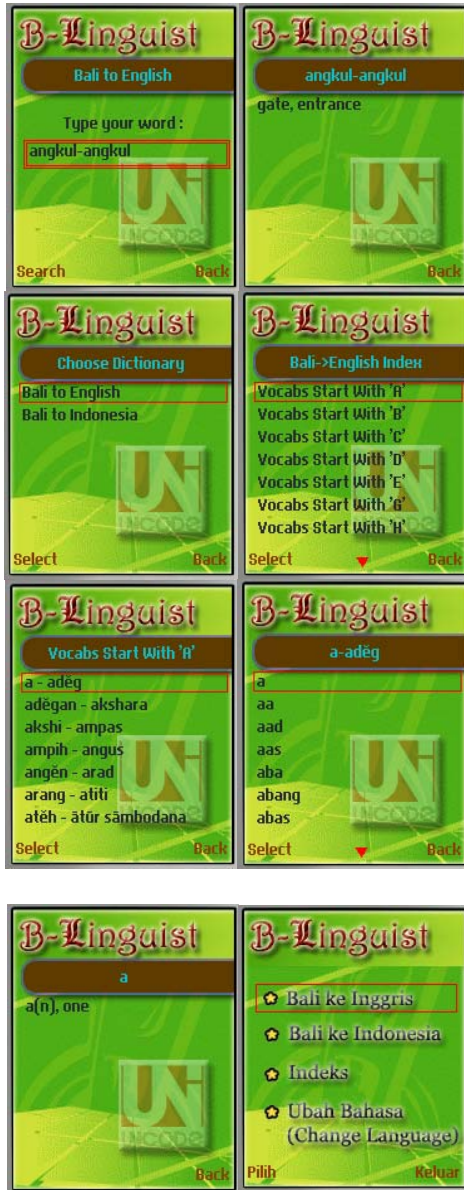 B-Linguist
Bali to English
Type your word :
angkul-angkul
UNCODE
Search Back
B-Linguist
angkul-angkul
gate, entrance
UNCODE
Back
B-Linguist
Choose Dictionary
Bali to English
Bali to Indonesia
UNCODE
Select Back
B-Linguist
Bali->English Index
Vocabs Start With 'A'
Vocabs Start With 'B'
Vocabs Start With 'C'
Vocabs Start With 'D'
Vocabs Start With 'E'
Vocabs Start With 'G'
Vocabs Start With 'H'
Select Back
B-Linguist
Vocabs Start With 'A'
a - adĕg
adĕgan - akshara
akshi - ampas
ampih - angus
angĕn - arad
arang - atiti
atĕh - ātūr sāmbodana
Select Back
B-Linguist
a-adĕg
a
aa
aad
aas
aba
abang
abas
UNCODE
Select Back
B-Linguist
a
a(n), one
UNCODE
Back
B-Linguist
Bali ke Inggris
Bali ke Indonesia
Indeks
Ubah Bahasa
(Change Language)
Pilih Keluar